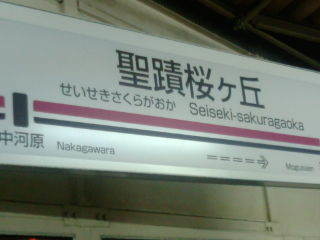 聖蹟桜ヶ丘
せいせきさくらがおか
Seiseki-sakuragaoka
中河原
Nakagawara